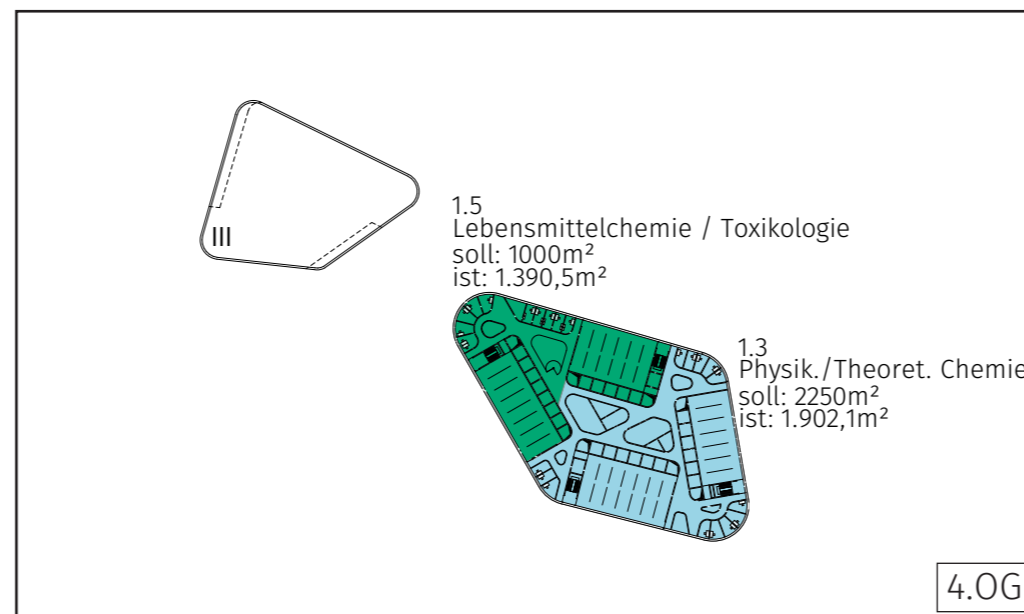 III
1.5
Lebensmittelchemie / Toxikologie
soll: 1000m²
ist: 1.390,5m²
1.3
Physik./Theoret. Chemie
soll: 2250m²
ist: 1.902,1m²
4.OG